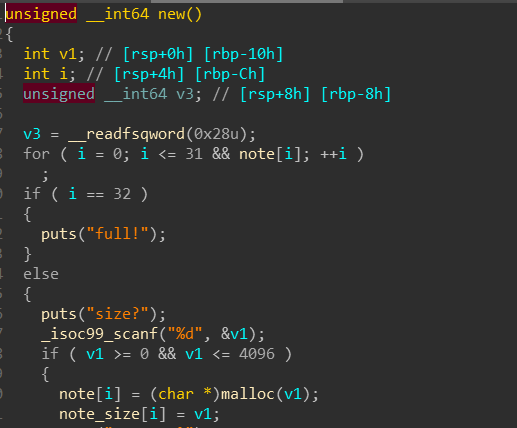 unsigned __int64 new()
{
int v1; // [rsp+0h] [rbp-10h]
int i; // [rsp+4h] [rbp-Ch]
unsigned __int64 v3; // [rsp+8h] [rbp-8h]
v3 = __readfsqword(0x28u);
for ( i = 0; i <= 31 && note[i]; ++i )
;
if ( i == 32 )
{
puts("full!");
}
else
{
puts("size?");
_isoc99_scanf("%d", &v1);
if ( v1 >= 0 && v1 <= 4096 )
{
note[i] = (char *)malloc(v1);
note_size[i] = v1;